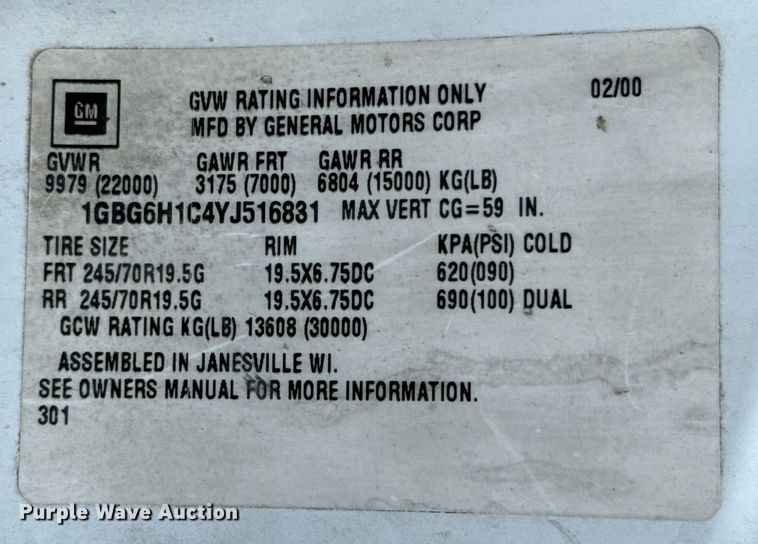 GM
GVW RATING INFORMATION ONLY 02/00
MFD BY GENERAL MOTORS CORP
GVWR GAWR FRT GAWR RR
9979 (22000) 3175 (7000) 6804 (15000) KG(LB)
1GBG6H1C4YJ516831 MAX VERT CG=59 IN.
TIRE SIZE RIM KPA(PSI) COLD
FRT 245/70R19.5G 19.5X6.75DC 620(090)
RR 245/70R19.5G 19.5X6.75DC 690(100) DUAL
GCW RATING KG(LB) 13608 (30000)
ASSEMBLED IN JANESVILLE WI.
SEE OWNERS MANUAL FOR MORE INFORMATION.
301
Purple Wave Auction